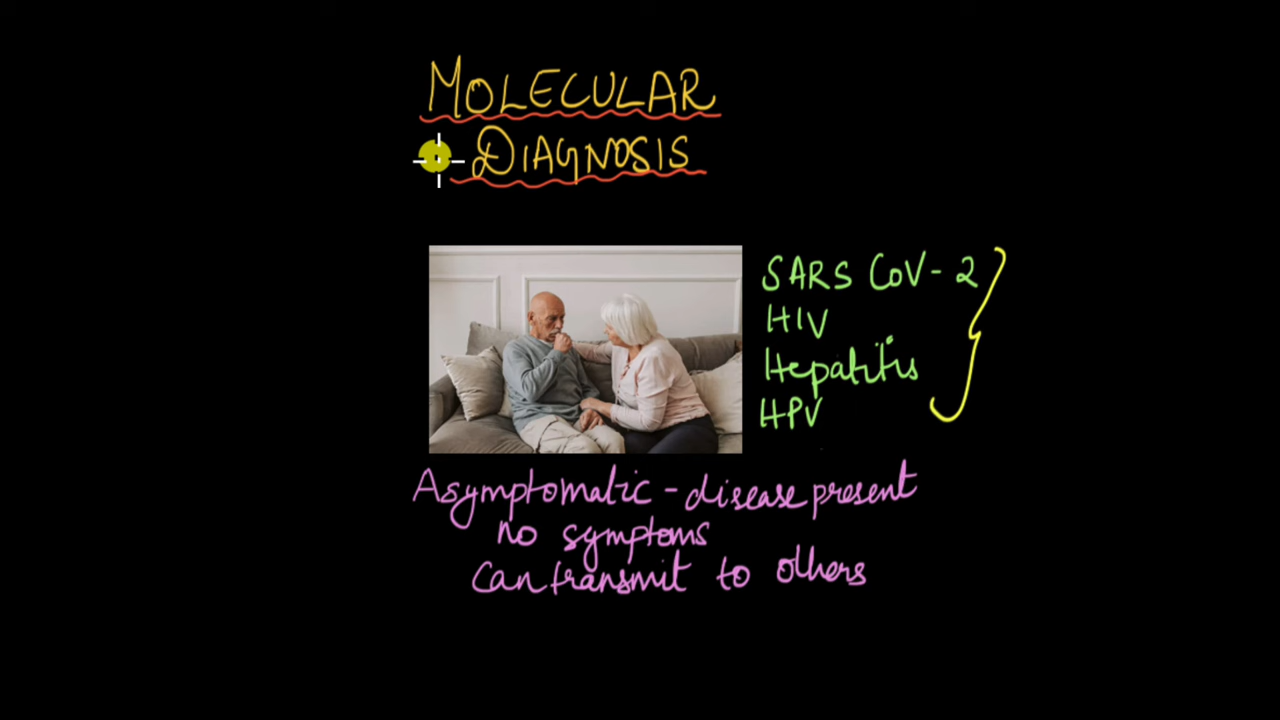 MOLECULAR
DIAGNOSIS
SARS CoV-2
HIV
Hepatitis
HPV
Asymptomatic - disease present
no symptoms
Can transmit to others